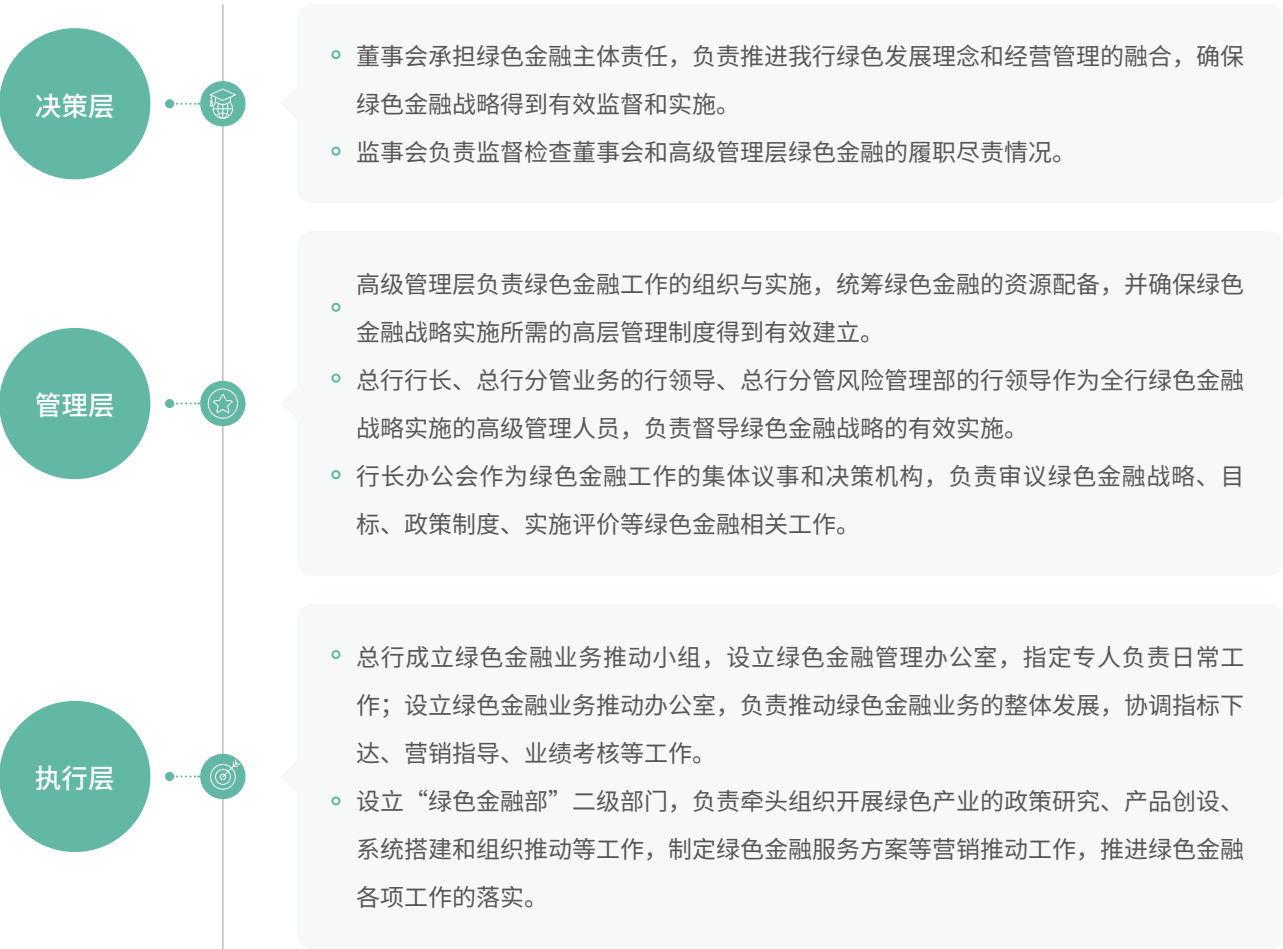 决策层
董事会承担绿色金融主体责任，负责推进我行绿色发展理念和经营管理的融合，确保
绿色金融战略得到有效监督和实施。
监事会负责监督检查董事会和高级管理层绿色金融的履职尽责情况。
管理层
高级管理层负责绿色金融工作的组织与实施，统筹绿色金融的资源配备，并确保绿色
金融战略实施所需的高层管理制度得到有效建立。
总行行长、总行分管业务的行领导、总行分管风险管理部的行领导作为全行绿色金融
战略实施的高级管理人员，负责督导绿色金融战略的有效实施。
行长办公会作为绿色金融工作的集体议事和决策机构，负责审议绿色金融战略、目
标、政策制度、实施评价等绿色金融相关工作。
执行层
总行成立绿色金融业务推动小组，设立绿色金融管理办公室，指定专人负责日常工
作；设立绿色金融业务推动办公室，负责推动绿色金融业务的整体发展，协调指标下
达、营销指导、业绩考核等工作。
设立“绿色金融部”二级部门，负责牵头组织开展绿色产业的政策研究、产品创设、
系统搭建和组织推动等工作，制定绿色金融服务方案等营销推动工作，推进绿色金融
各项工作的落实。